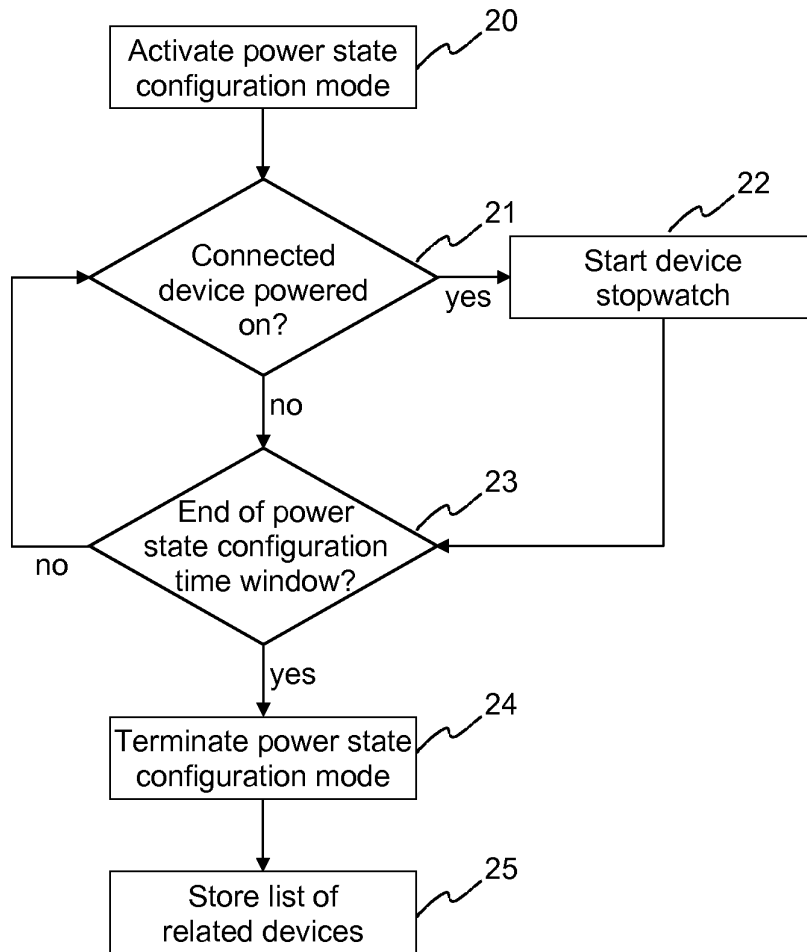 20
Activate power state
configuration mode
21
22
Connected
device powered
on?
yes
Start device
stopwatch
no
23
End of power
state configuration
time window?
no
yes
24
Terminate power state
configuration mode
25
Store list of
related devices